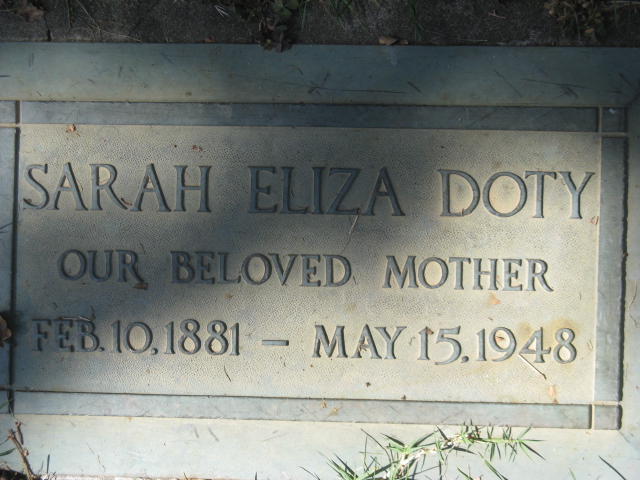 SARAH ELIZA DOTY
OUR BELOVED MOTHER
FEB. 10, 1881 – MAY 15, 1948